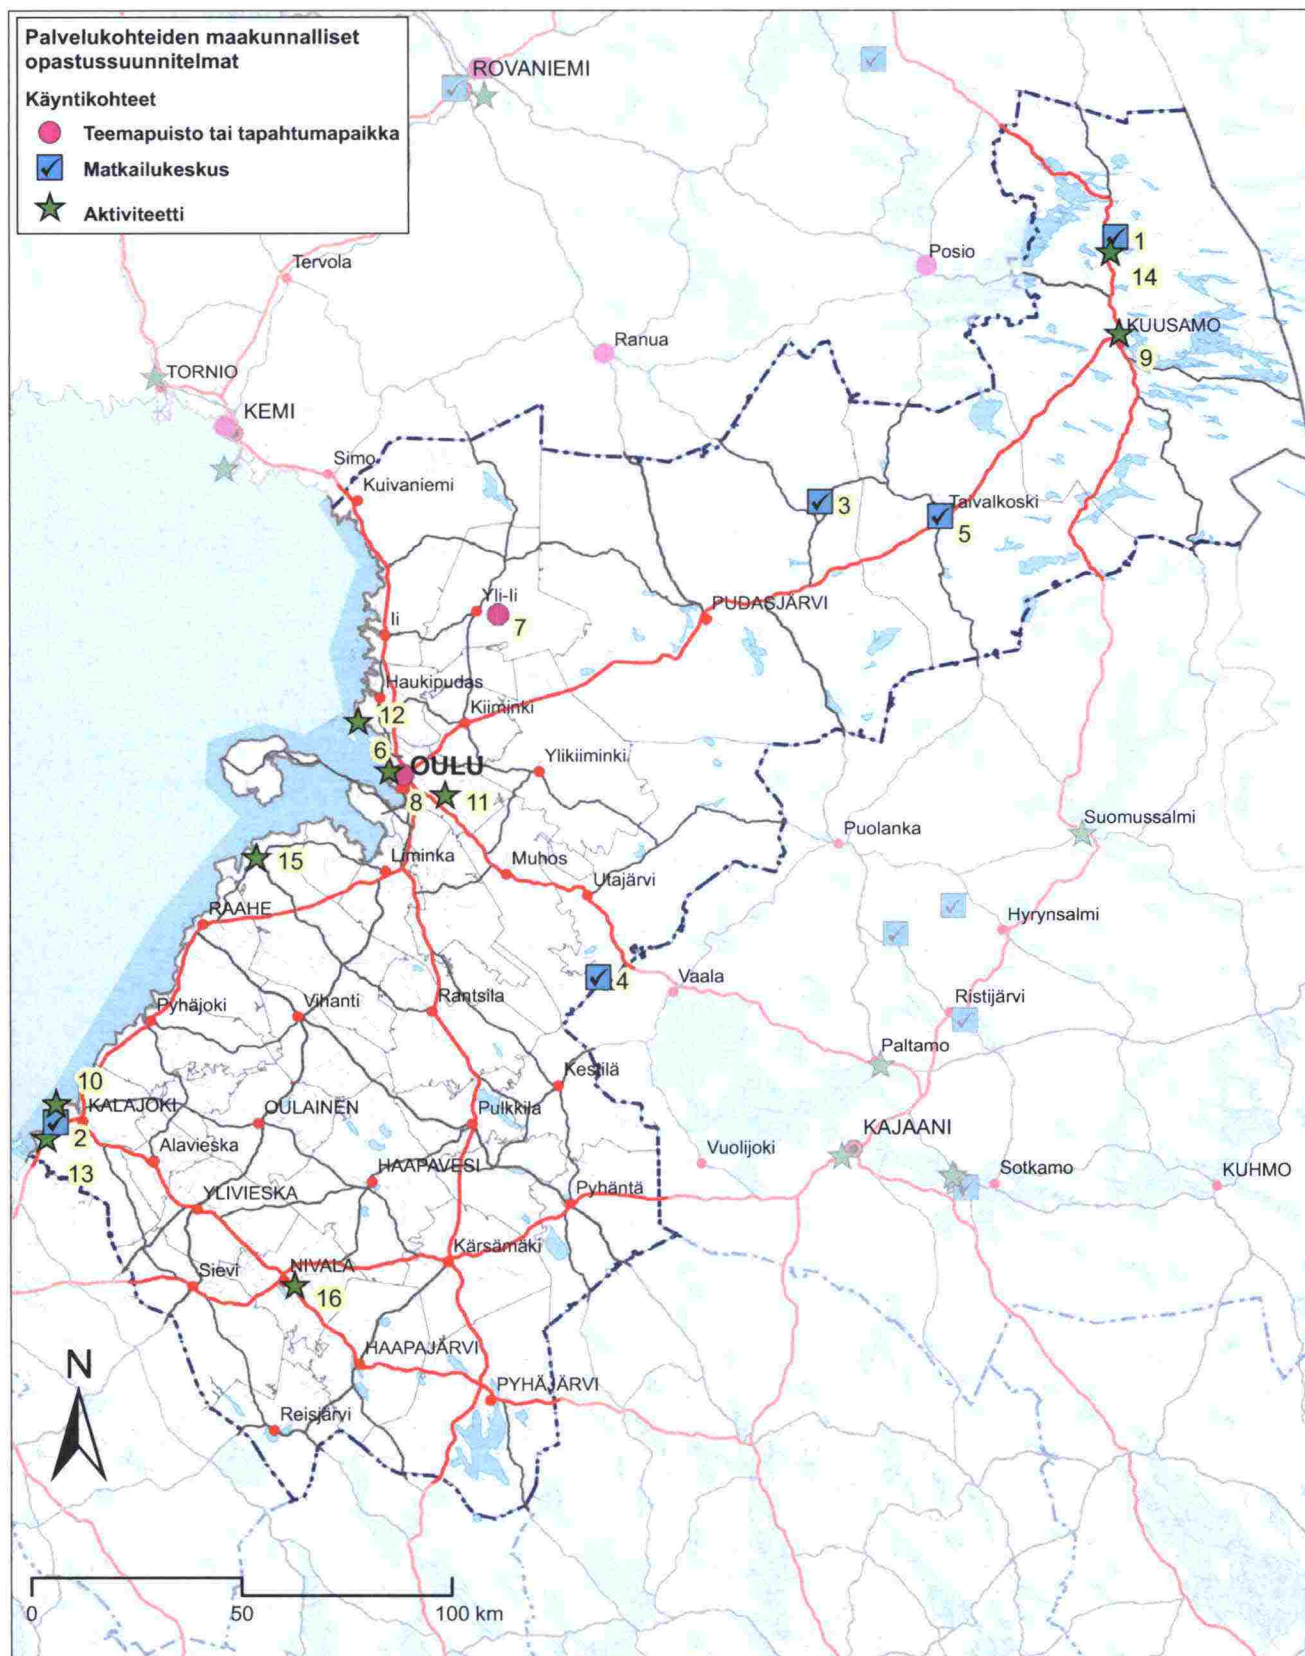 Palvelukohteiden maakunnalliset
opastussuunnitelmat
Käyntikohteet
Teemapuisto tai tapahtumapaikka
Matkailukeskus
Aktiviteetti
ROVANIEMI
1
14
Posio
Tervola
KUUSAMO
9
Ranua
TORNIO
KEMI
Simo
Kuivaniemi
3
Taivalkoski
5
Yli-Ii
7
PUDASJÄRVI
Ii
Haukipudas
12
Kiiminki
6
OULU
Ylikiiminki
8
11
Puolanka
Suomussalmi
15
Liminka
Muhos
Utajärvi
RAAHE
Hyrynsalmi
4
Vaala
Pyhäjoki
Vihanti
Rantsila
Ristijärvi
Paltamo
10
Kestilä
KALAJOKI
OULAINEN
Pulkkila
2
KAJAANI
13
Alavieska
Vuolijoki
HAAPAVESI
Sotkamo
KUHMO
YLIVIESKA
Pyhäntä
Kärsämäki
Sievi
NIVALA
16
HAAPAJÄRVI
N
PYHÄJÄRVI
Reisjärvi
0
50
100 km